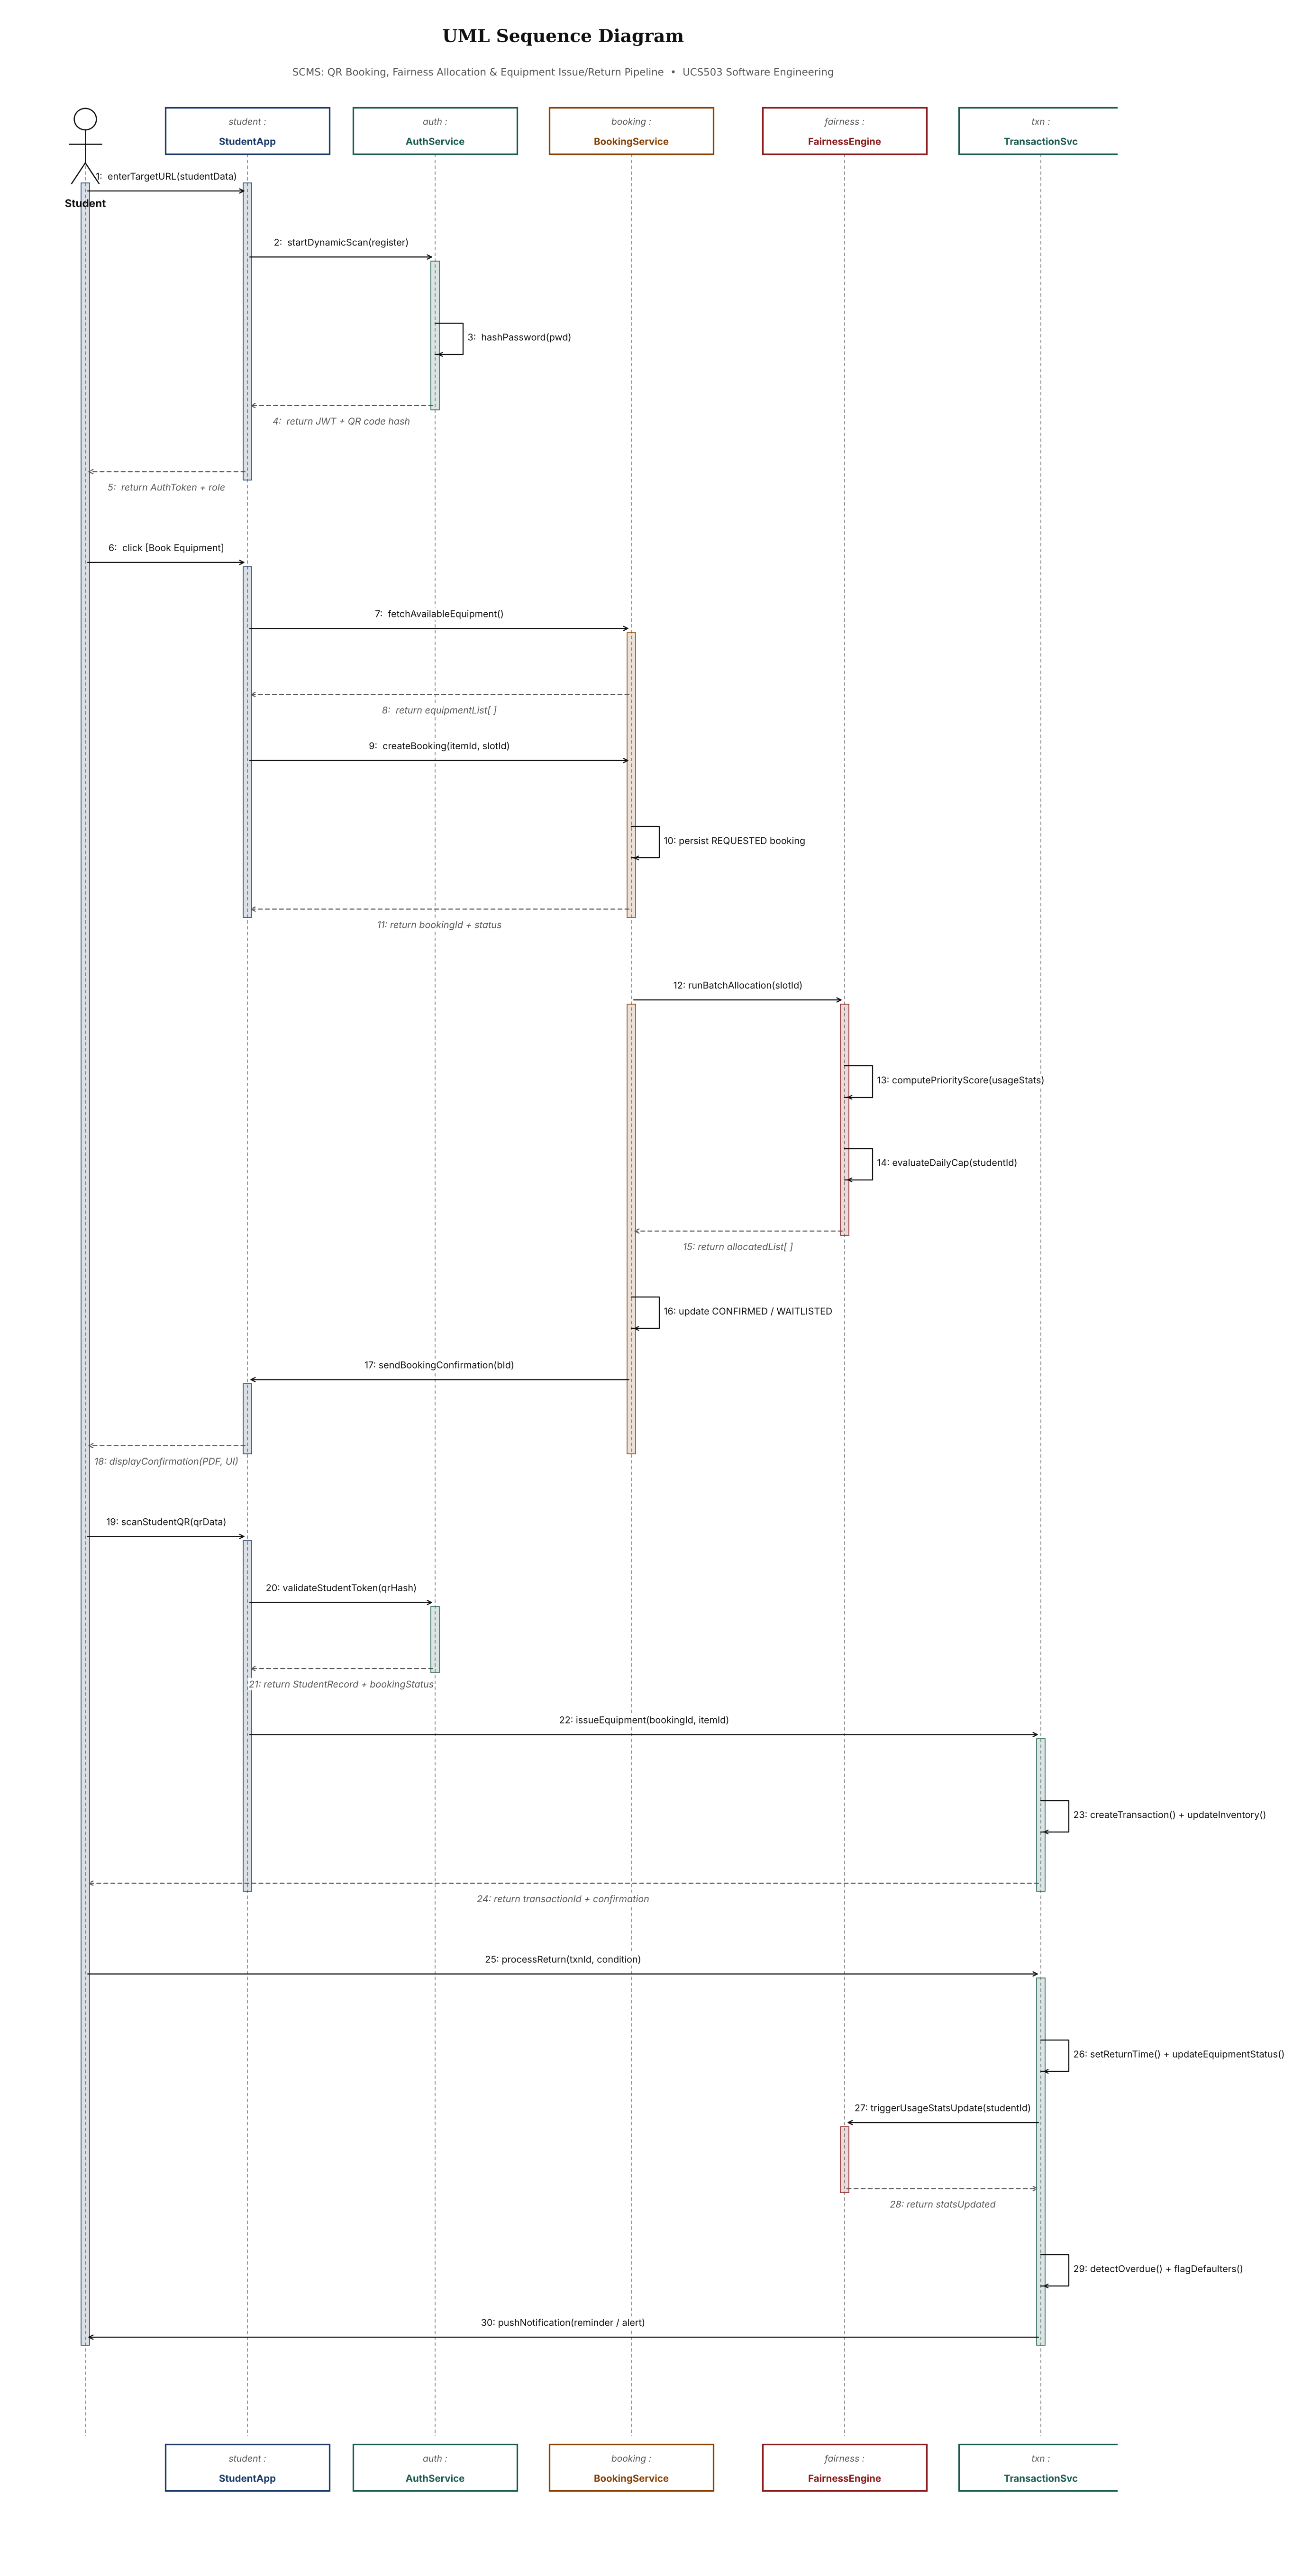 UML Sequence Diagram
SCMS: QR Booking, Fairness Allocation & Equipment Issue/Return Pipeline • UCS503 Software Engineering
student :
StudentApp
auth :
AuthService
booking :
BookingService
fairness :
FairnessEngine
txn :
TransactionSvc
1: enterTargetURL(studentData)
Student
2: startDynamicScan(register)
3: hashPassword(pwd)
4: return JWT + QR code hash
5: return AuthToken + role
6: click [Book Equipment]
7: fetchAvailableEquipment()
8: return equipmentList[ ]
9: createBooking(itemId, slotId)
10: persist REQUESTED booking
11: return bookingId + status
12: runBatchAllocation(slotId)
13: computePriorityScore(usageStats)
14: evaluateDailyCap(studentId)
15: return allocatedList[ ]
16: update CONFIRMED / WAITLISTED
17: sendBookingConfirmation(bId)
18: displayConfirmation(PDF, UI)
19: scanStudentQR(qrData)
20: validateStudentToken(qrHash)
21: return StudentRecord + bookingStatus
22: issueEquipment(bookingId, itemId)
23: createTransaction() + updateInventory()
24: return transactionId + confirmation
25: processReturn(txnId, condition)
26: setReturnTime() + updateEquipmentStatus()
27: triggerUsageStatsUpdate(studentId)
28: return statsUpdated
29: detectOverdue() + flagDefaulters()
30: pushNotification(reminder / alert)
student :
StudentApp
auth :
AuthService
booking :
BookingService
fairness :
FairnessEngine
txn :
TransactionSvc